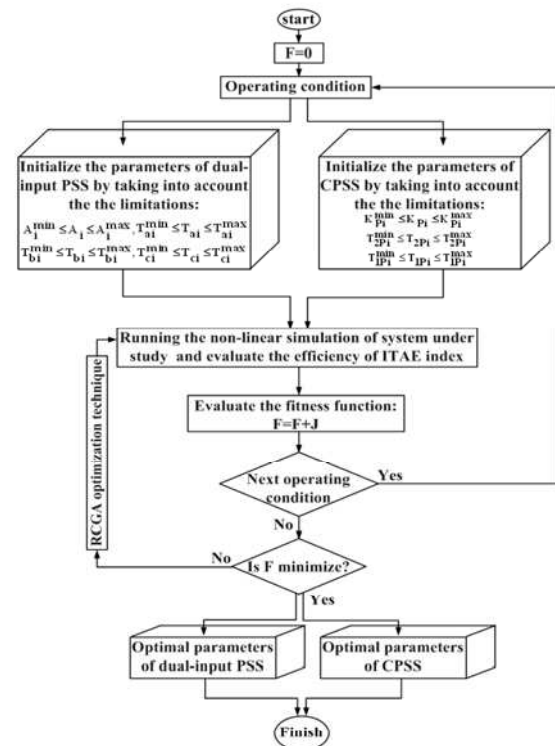 start
F=0
Operating condition
Initialize the parameters of dual-
input PSS by taking into account
the the limitations:
A_i^min ≤ A_i ≤ A_i^max, T_ai^min ≤ T_ai ≤ T_ai^max
T_bi^min ≤ T_bi ≤ T_bi^max, T_ci^min ≤ T_ci ≤ T_ci^max
Initialize the parameters of
CPSS by taking into account
the the limitations:
K_Pi^min ≤ K_Pi ≤ K_Pi^max
T_2Pi^min ≤ T_2Pi ≤ T_2Pi^max
T_1Pi^min ≤ T_1Pi ≤ T_1Pi^max
Running the non-linear simulation of system under
study and evaluate the efficiency of ITAE index
RCGA optimization technique
Evaluate the fitness function:
F=F+J
Next operating
condition
Yes
No
Is F minimize?
No
Yes
Optimal parameters
of dual-input PSS
Optimal parameters
of CPSS
Finish